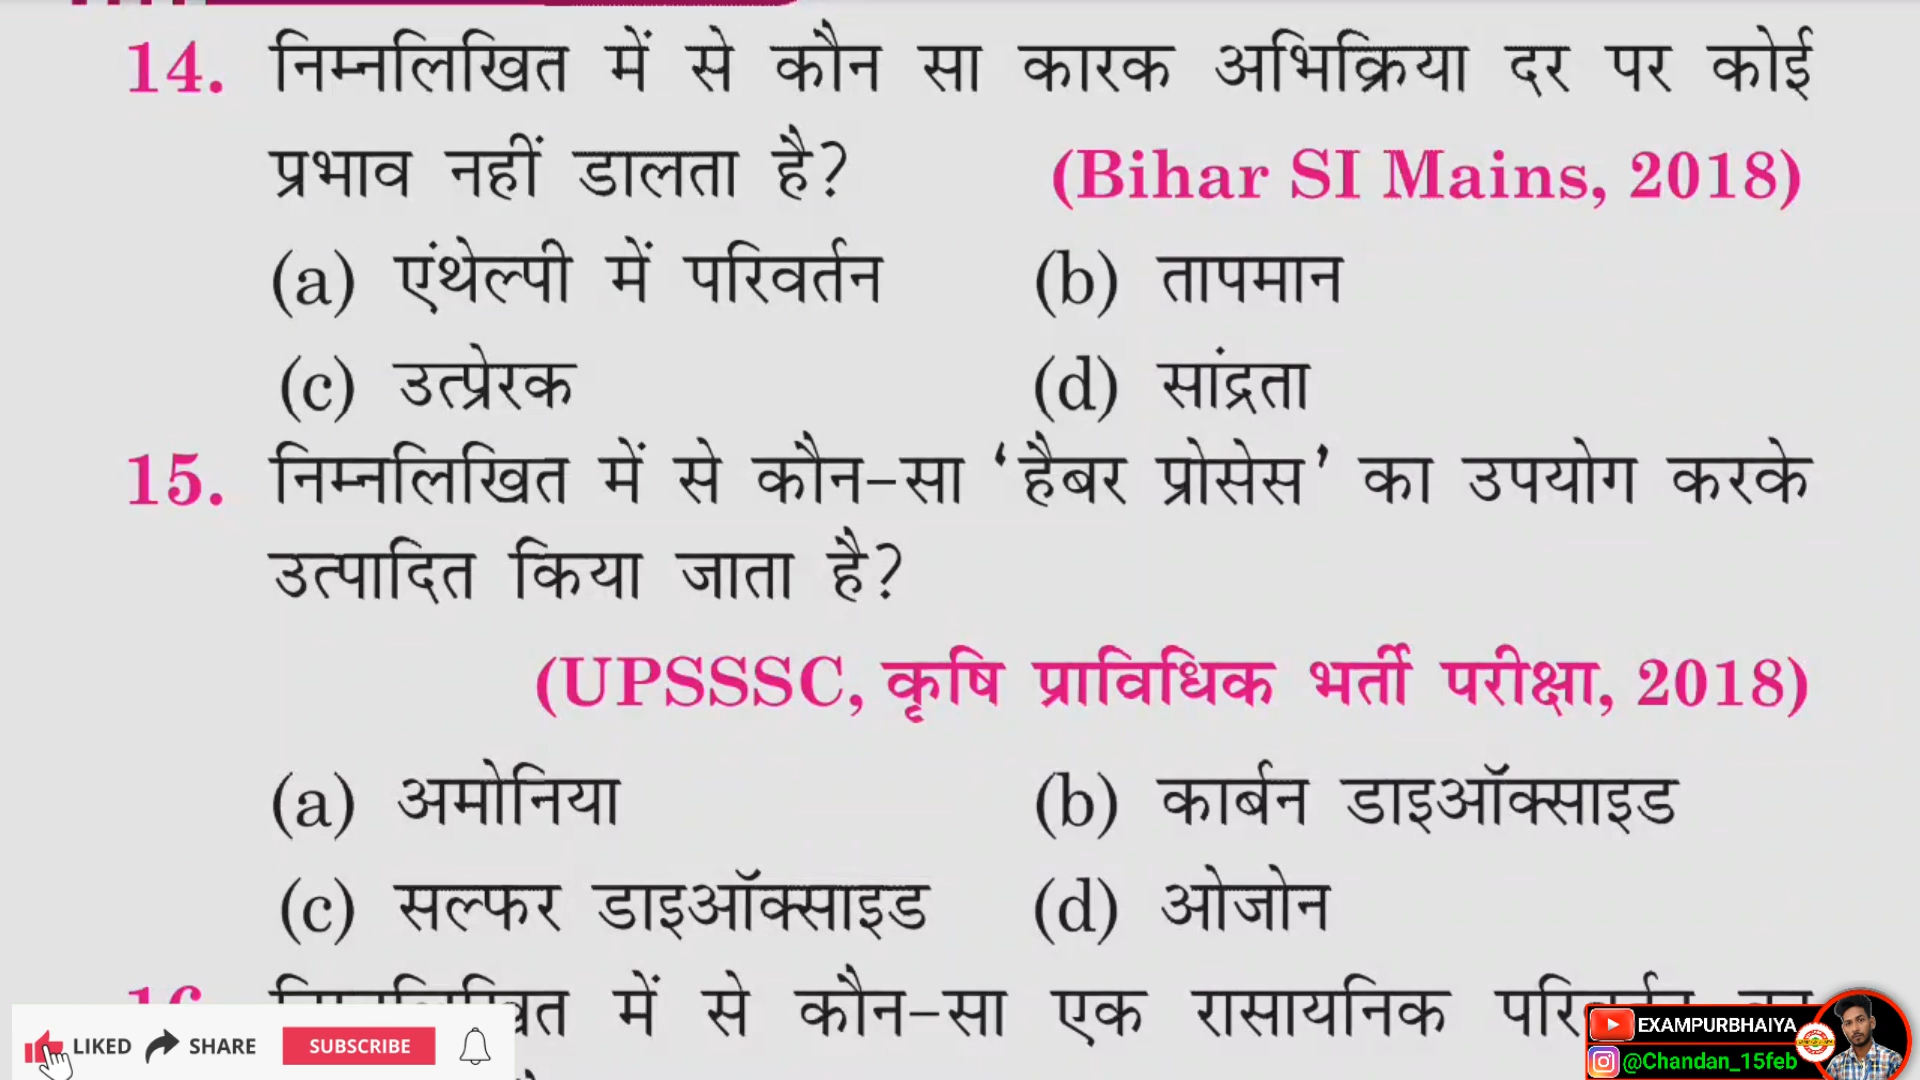 14. निम्नलिखित में से कौन सा कारक अभिक्रिया दर पर कोई
प्रभाव नहीं डालता है? (Bihar SI Mains, 2018)
(a) एंथेल्पी में परिवर्तन (b) तापमान
(c) उत्प्रेरक (d) सांद्रता
15. निम्नलिखित में से कौन-सा ‘हैबर प्रोसेस’ का उपयोग करके
उत्पादित किया जाता है?
(UPSSSC, कृषि प्राविधिक भर्ती परीक्षा, 2018)
(a) अमोनिया (b) कार्बन डाइऑक्साइड
(c) सल्फर डाइऑक्साइड (d) ओजोन
में से कौन-सा एक रासायनिक
LIKED SHARE SUBSCRIBE
EXAMPURBHAIYA
@Chandan_15feb